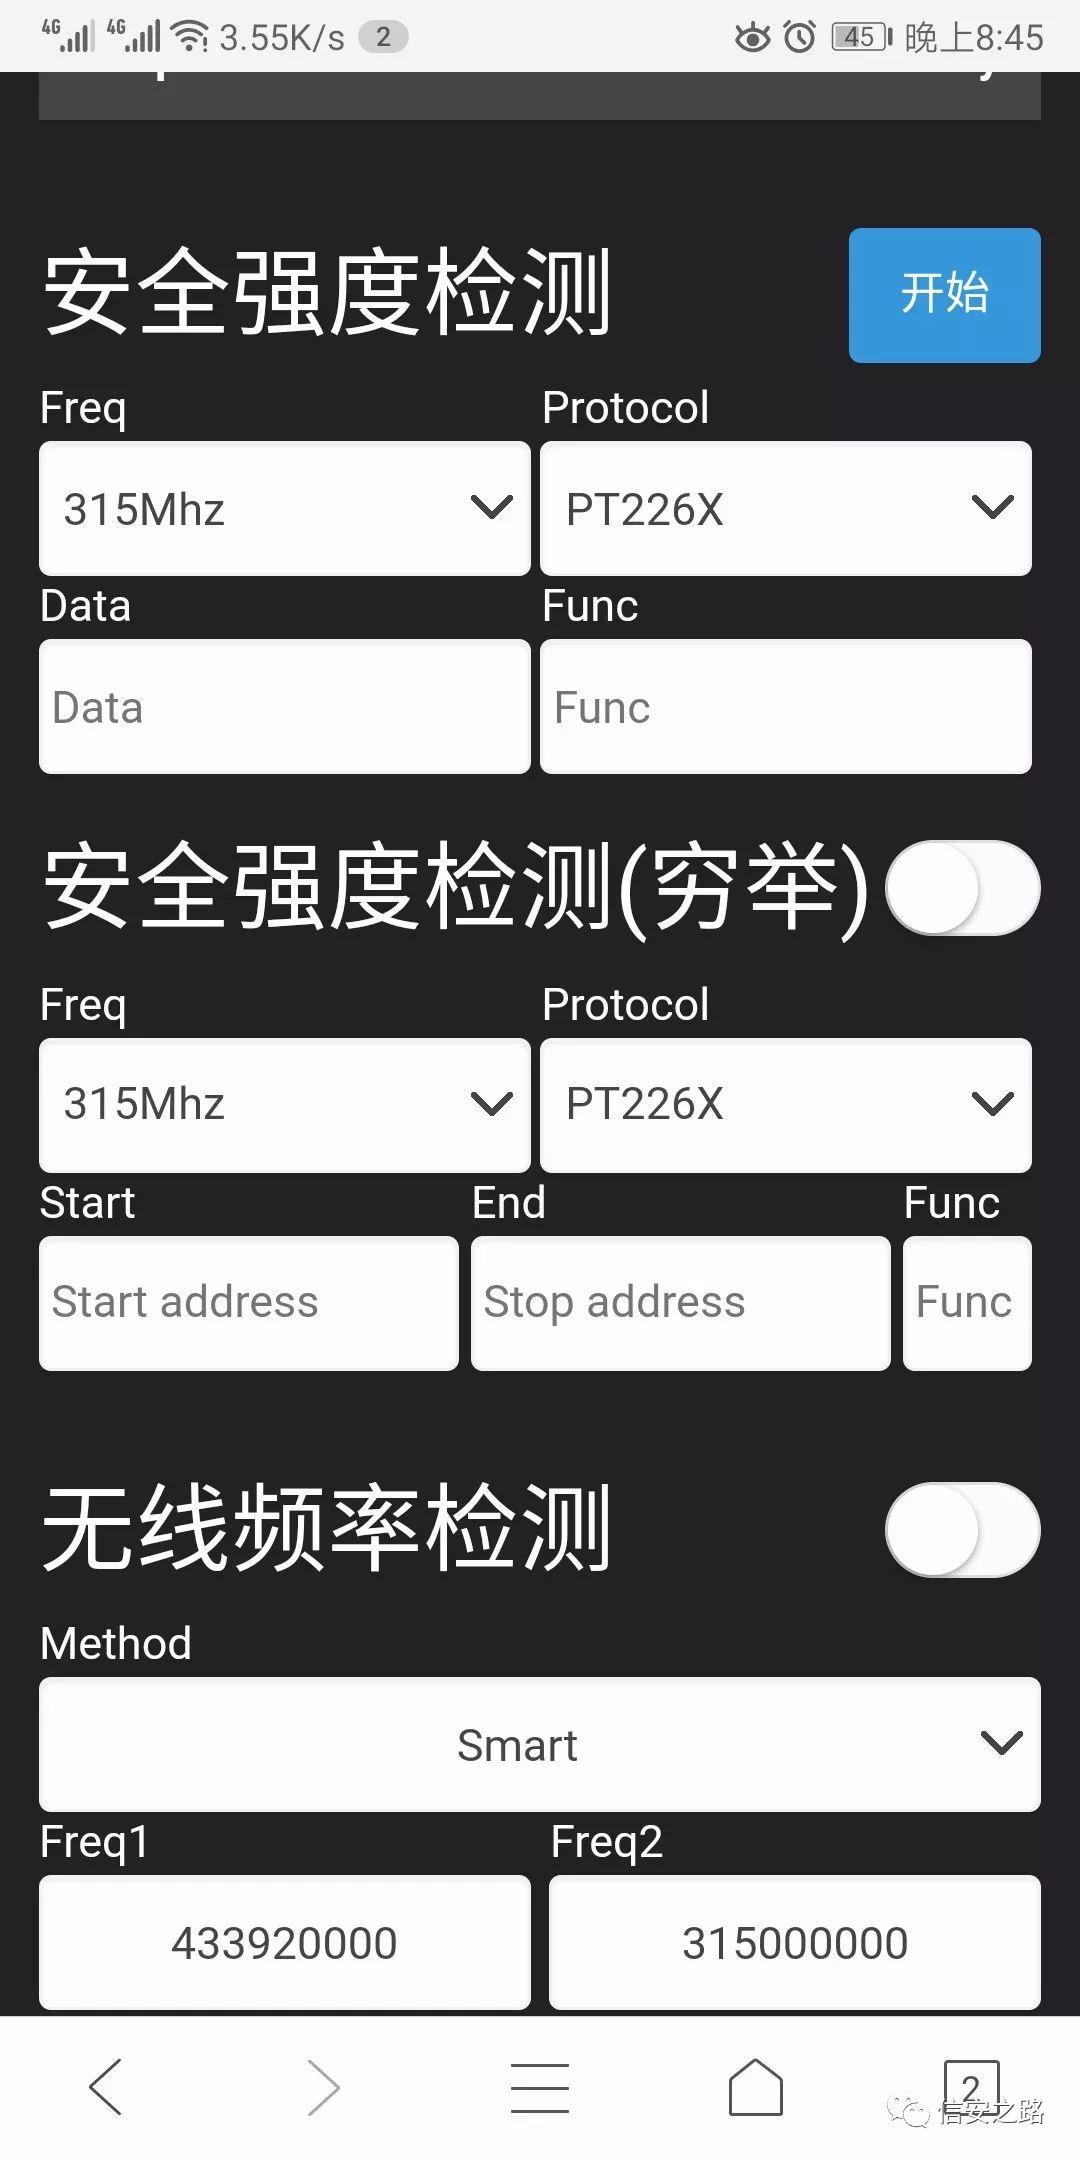 4G 4G 3.55K/s 2 45 晚上8:45
安全强度检测 开始
Freq Protocol
315Mhz PT226X
Data Func
Data Func
安全强度检测(穷举)
Freq Protocol
315Mhz PT226X
Start End Func
Start address Stop address Func
无线频率检测
Method
Smart
Freq1 Freq2
433920000 315000000
2
信安之路